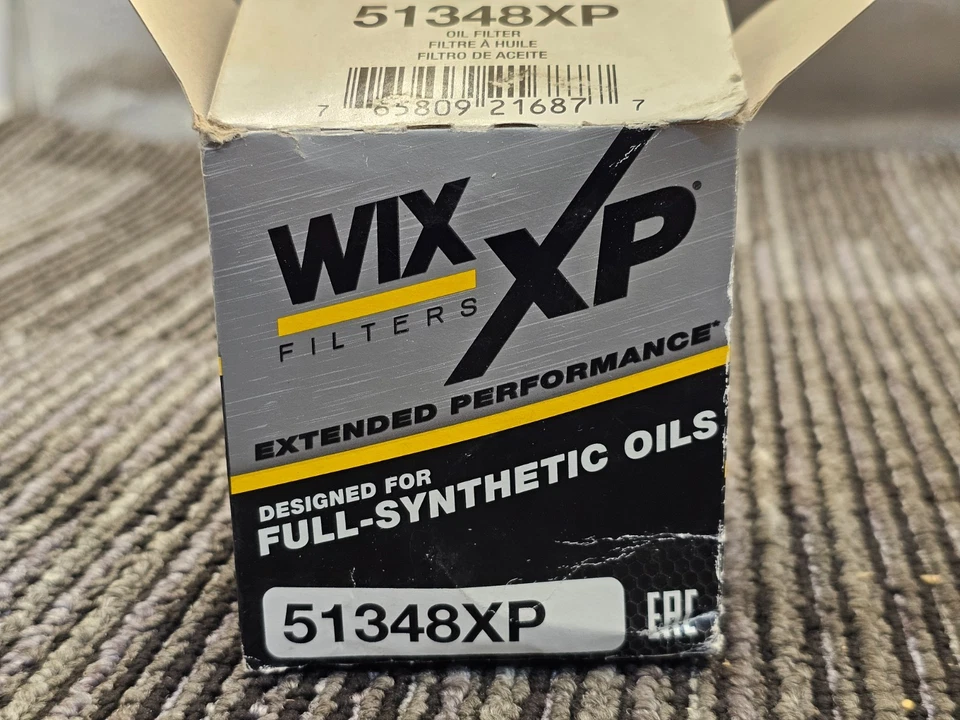 51348XP
OIL FILTER
FILTRE À HUILE
FILTRO DE ACEITE
7 65809 21687 7
WIX XP®
FILTERS
EXTENDED PERFORMANCE*
DESIGNED FOR
FULL-SYNTHETIC OILS
51348XP
EAC